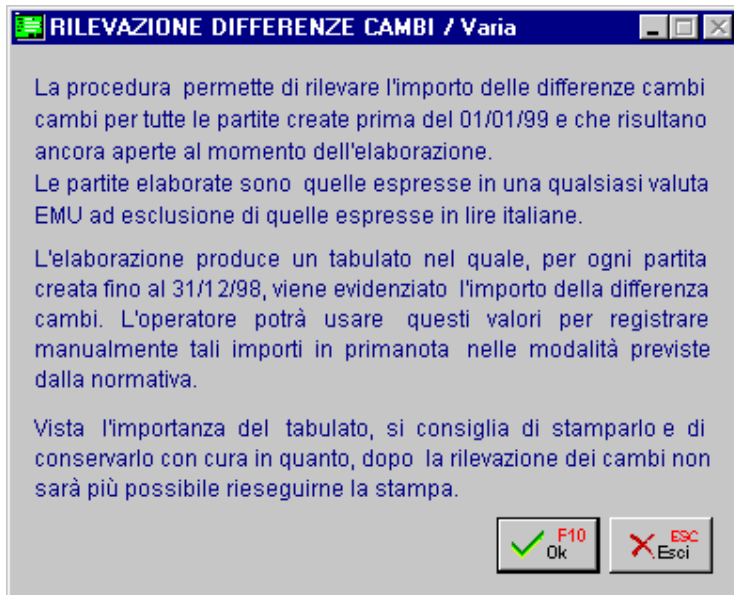 RILEVAZIONE DIFFERENZE CAMBI / Varia
La procedura permette di rilevare l'importo delle differenze cambi
cambi per tutte le partite create prima del 01/01/99 e che risultano
ancora aperte al momento dell'elaborazione.
Le partite elaborate sono quelle espresse in una qualsiasi valuta
EMU ad esclusione di quelle espresse in lire italiane.
L'elaborazione produce un tabulato nel quale, per ogni partita
creata fino al 31/12/98, viene evidenziato l'importo della differenza
cambi. L'operatore potrà usare questi valori per registrare
manualmente tali importi in primanota nelle modalità previste
dalla normativa.
Vista l'importanza del tabulato, si consiglia di stamparlo e di
conservarlo con cura in quanto, dopo la rilevazione dei cambi non
sarà più possibile rieseguirne la stampa.
F10
Ok
ESC
Esci